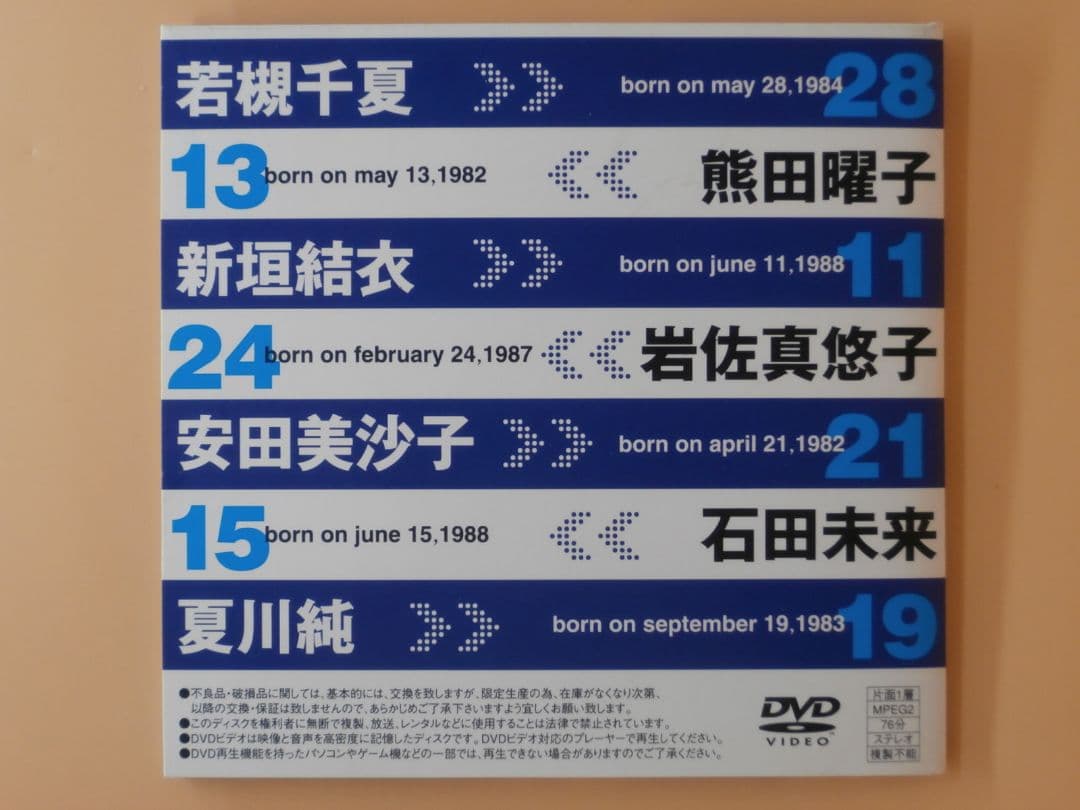 若槻千夏 born on may 28,1984 28
13 born on may 13,1982 熊田曜子
新垣結衣 born on june 11,1988 11
24 born on february 24,1987 岩佐真悠子
安田美沙子 born on april 21,1982 21
15 born on june 15,1988 石田未来
夏川純 born on september 19,1983 19
●不良品・破損品に関しては、基本的には、交換を致しますが、限定生産の為、在庫がなくなり次第、
以降の交換・保証は致しませんので、あらかじめご了承下さいますよう宜しくお願い致します。
●このディスクを権利者に無断で複製、放送、レンタルなどに使用することは法律で禁止されています。
●DVDビデオは映像と音声を高密度に記憶したディスクです。DVDビデオ対応のプレーヤーで再生してください。
●DVD再生機能を持ったパソコンやゲーム機などの一部では、再生できない場合がありますのでご了承ください。
DVD
VIDEO™
片面1層
MPEG2
76分
ステレオ
複製不能